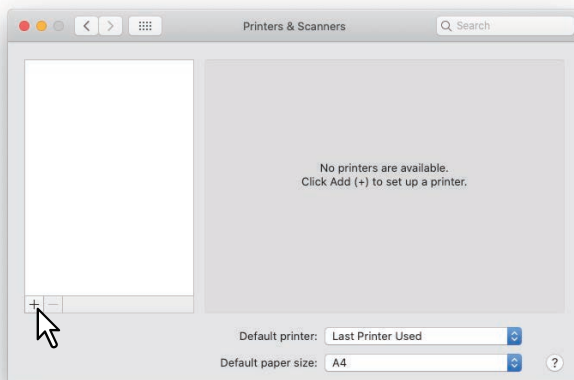 Printers & Scanners
Search
No printers are available.
Click Add (+) to set up a printer.
+ −
Default printer: Last Printer Used
Default paper size: A4
?